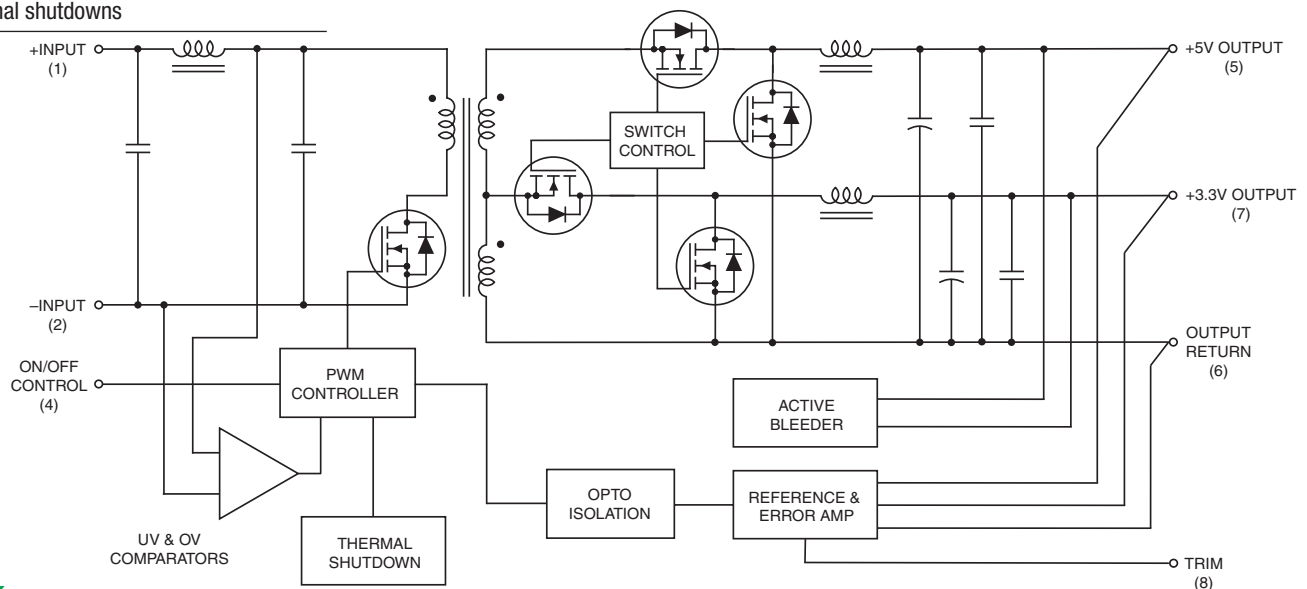 nal shutdowns
+INPUT
(1)
+5V OUTPUT
(5)
SWITCH
CONTROL
+3.3V OUTPUT
(7)
–INPUT
(2)
OUTPUT
RETURN
(6)
ON/OFF
CONTROL
(4)
PWM
CONTROLLER
ACTIVE
BLEEDER
OPTO
ISOLATION
REFERENCE &
ERROR AMP
UV & OV
COMPARATORS
THERMAL
SHUTDOWN
TRIM
(8)